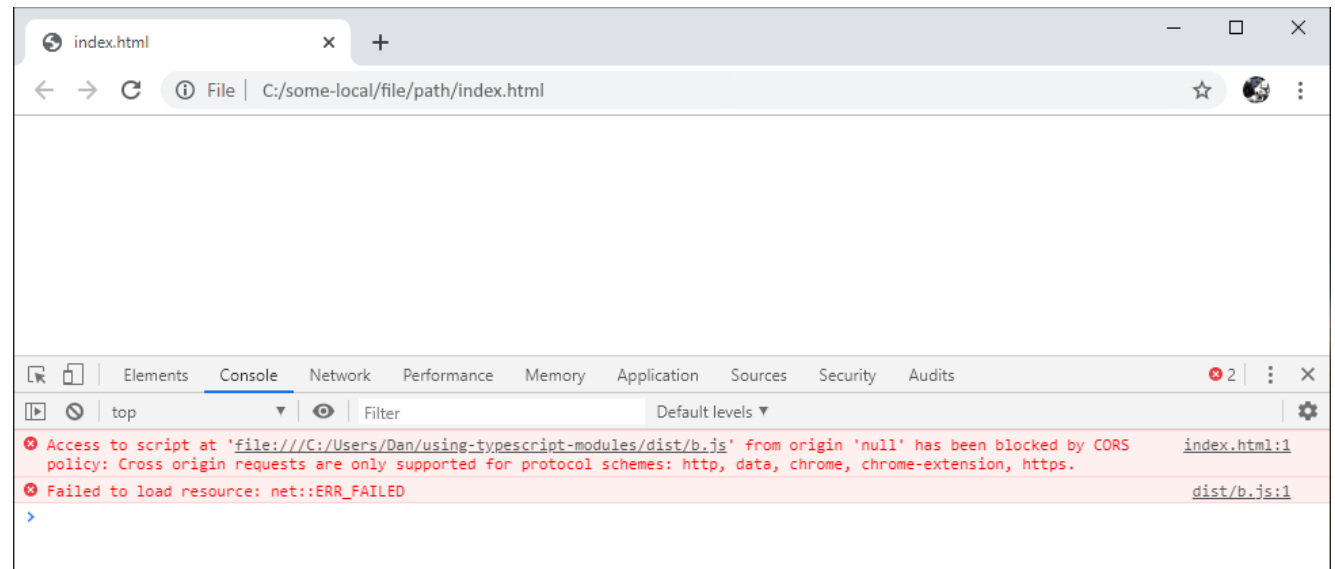 index.html
File C:/some-local/file/path/index.html
Elements Console Network Performance Memory Application Sources Security Audits 2
top Filter Default levels
Access to script at 'file:///C:/Users/Dan/using-typescript-modules/dist/b.js' from origin 'null' has been blocked by CORS index.html:1
policy: Cross origin requests are only supported for protocol schemes: http, data, chrome, chrome-extension, https.
Failed to load resource: net::ERR_FAILED dist/b.js:1